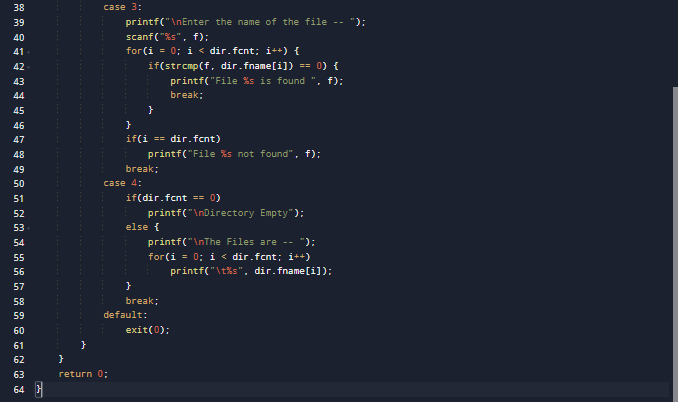 38 case 3:
39 printf("\nEnter the name of the file -- ");
40 scanf("%s", f);
41 for(i = 0; i < dir.fcnt; i++) {
42 if(strcmp(f, dir.fname[i]) == 0) {
43 printf("File %s is found ", f);
44 break;
45 }
46 }
47 if(i == dir.fcnt)
48 printf("File %s not found", f);
49 break;
50 case 4:
51 if(dir.fcnt == 0)
52 printf("\nDirectory Empty");
53 else {
54 printf("\nThe Files are -- ");
55 for(i = 0; i < dir.fcnt; i++)
56 printf("\t%s", dir.fname[i]);
57 }
58 break;
59 default:
60 exit(0);
61 }
62 }
63 return 0;
64 }